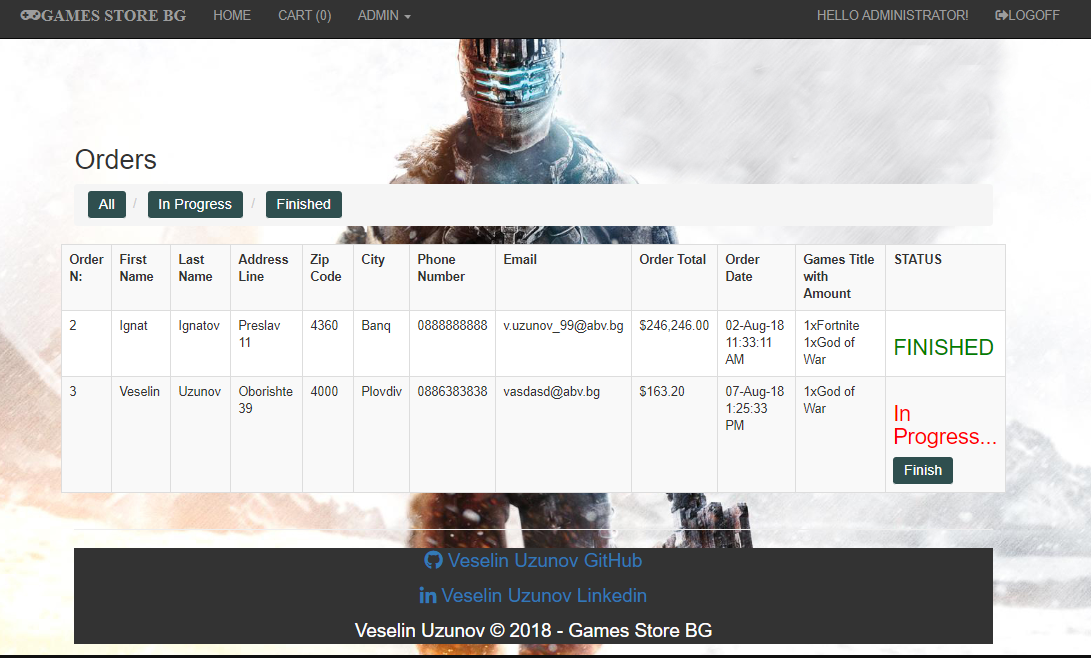 GAMES STORE BG HOME CART (0) ADMIN HELLO ADMINISTRATOR! LOGOFF
Orders
All / In Progress / Finished
Order N: First Name Last Name Address Line Zip Code City Phone Number Email Order Total Order Date Games Title with Amount STATUS
2 Ignat Ignatov Preslav 11 4360 Banq 0888888888 v.uzunov_99@abv.bg $246,246.00 02-Aug-18 11:33:11 AM 1xFortnite 1xGod of War FINISHED
3 Veselin Uzunov Oborishte 39 4000 Plovdiv 0886383838 vasdasd@abv.bg $163.20 07-Aug-18 1:25:33 PM 1xGod of War In Progress...
Finish
Veselin Uzunov GitHub
in Veselin Uzunov Linkedin
Veselin Uzunov © 2018 - Games Store BG